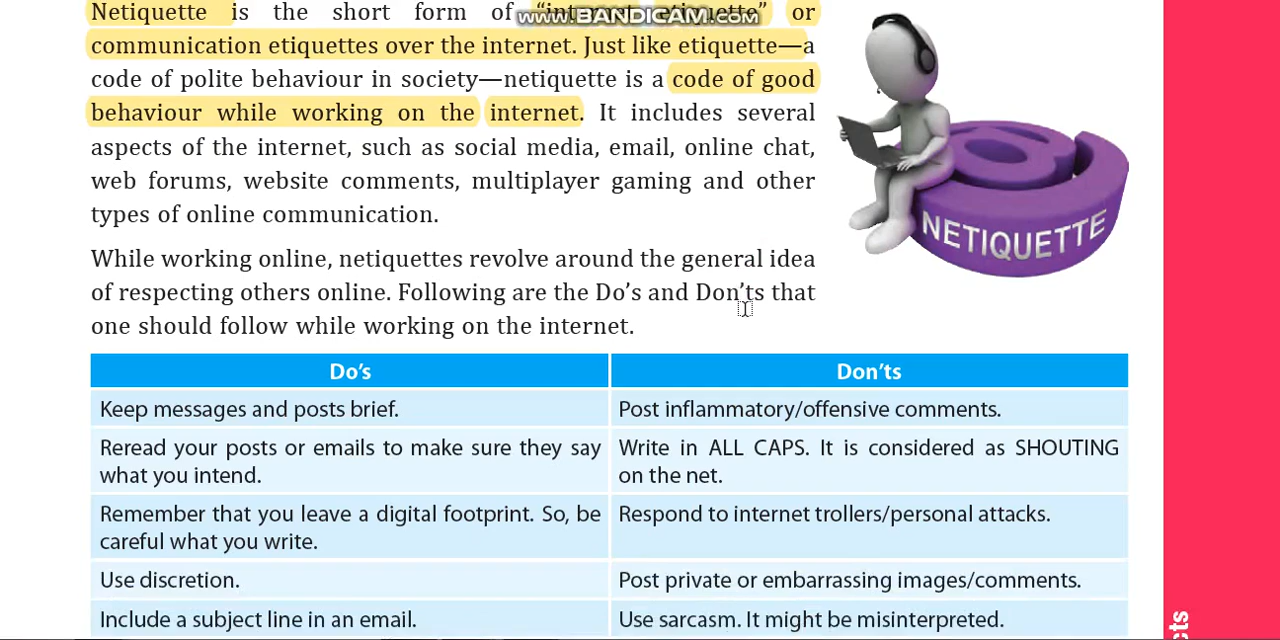 Netiquette is the short form of "internet etiquette" or
www.BANDICAM.com
communication etiquettes over the internet. Just like etiquette—a
code of polite behaviour in society—netiquette is a code of good
behaviour while working on the internet. It includes several
aspects of the internet, such as social media, email, online chat,
web forums, website comments, multiplayer gaming and other
types of online communication.
NETIQUETTE
While working online, netiquettes revolve around the general idea
of respecting others online. Following are the Do's and Don'ts that
one should follow while working on the internet.
Do's Don'ts
Keep messages and posts brief. Post inflammatory/offensive comments.
Reread your posts or emails to make sure they say Write in ALL CAPS. It is considered as SHOUTING
what you intend. on the net.
Remember that you leave a digital footprint. So, be Respond to internet trollers/personal attacks.
careful what you write.
Use discretion. Post private or embarrassing images/comments.
Include a subject line in an email. Use sarcasm. It might be misinterpreted.
cts